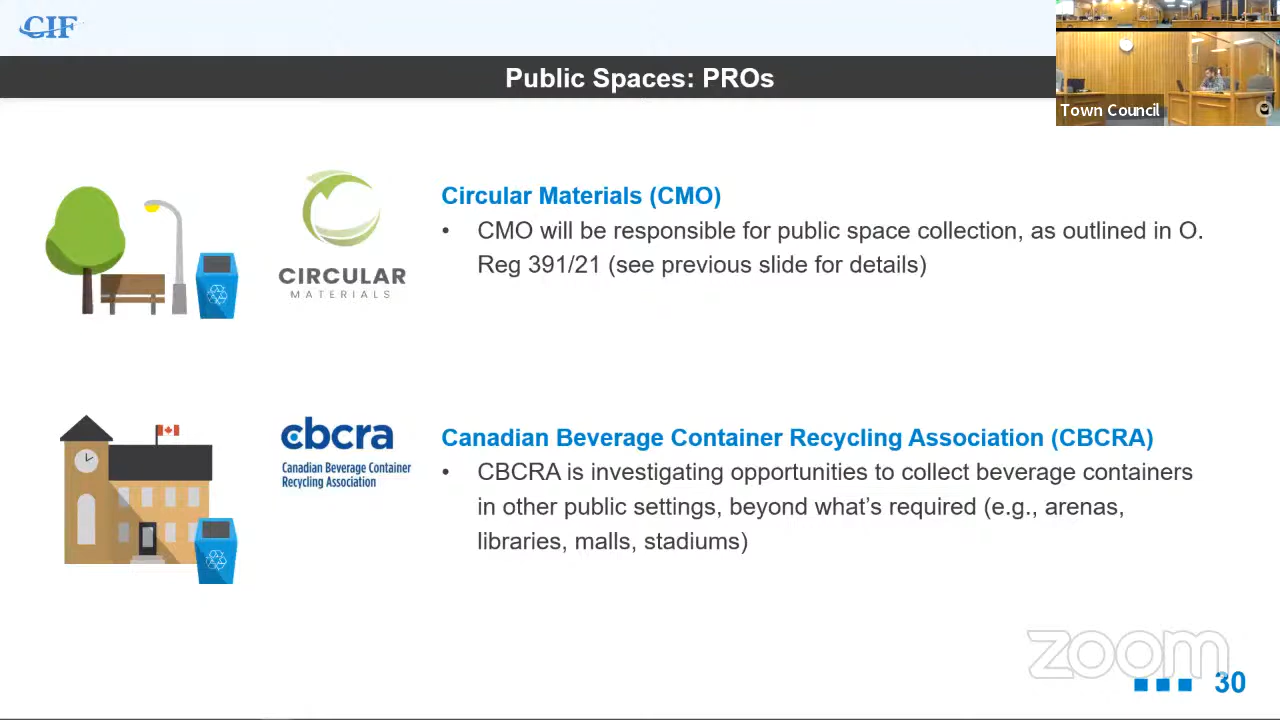 CIF
Public Spaces: PROs
Town Council
CIRCULAR
MATERIALS
Circular Materials (CMO)
• CMO will be responsible for public space collection, as outlined in O.
Reg 391/21 (see previous slide for details)
cbcra
Canadian Beverage Container
Recycling Association
Canadian Beverage Container Recycling Association (CBCRA)
• CBCRA is investigating opportunities to collect beverage containers
in other public settings, beyond what’s required (e.g., arenas,
libraries, malls, stadiums)
zoom
30